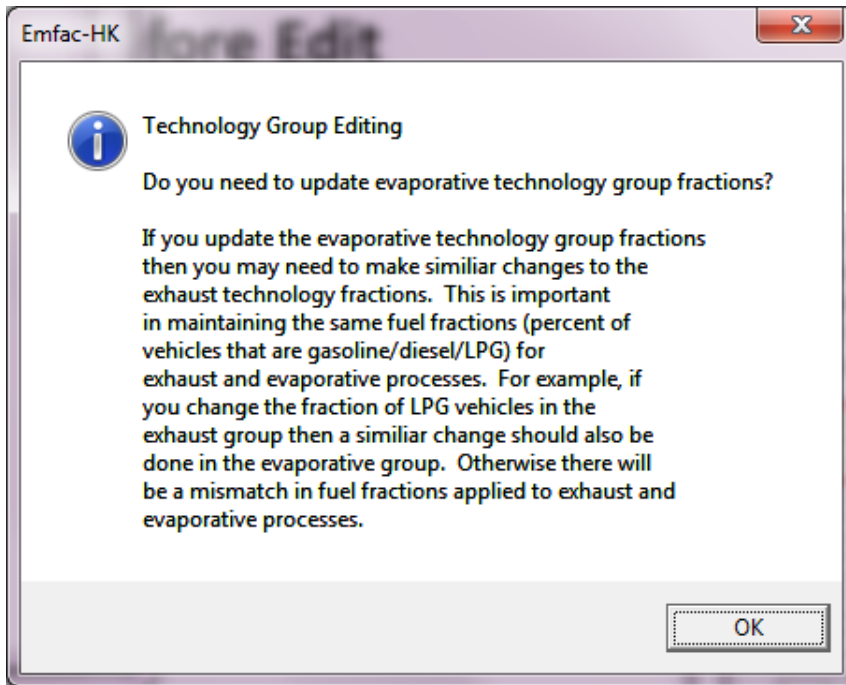 Emfac-HK
fore Edit
Technology Group Editing
Do you need to update evaporative technology group fractions?
If you update the evaporative technology group fractions
then you may need to make similiar changes to the
exhaust technology fractions.  This is important
in maintaining the same fuel fractions (percent of
vehicles that are gasoline/diesel/LPG) for
exhaust and evaporative processes.  For example, if
you change the fraction of LPG vehicles in the
exhaust group then a similiar change should also be
done in the evaporative group.  Otherwise there will
be a mismatch in fuel fractions applied to exhaust and
evaporative processes.
OK